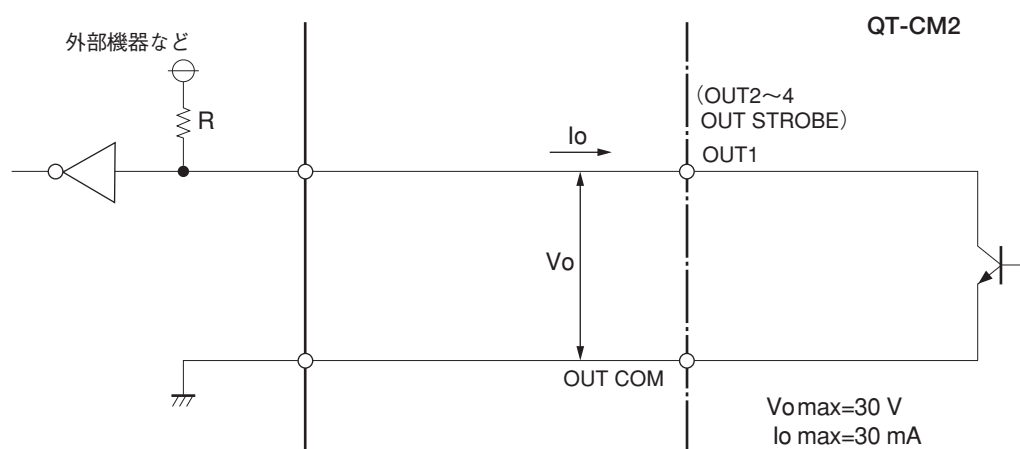 QT-CM2
外部機器など
R
(OUT2〜4
OUT STROBE)
Io
OUT1
Vo
OUT COM
Vo max=30 V
Io max=30 mA